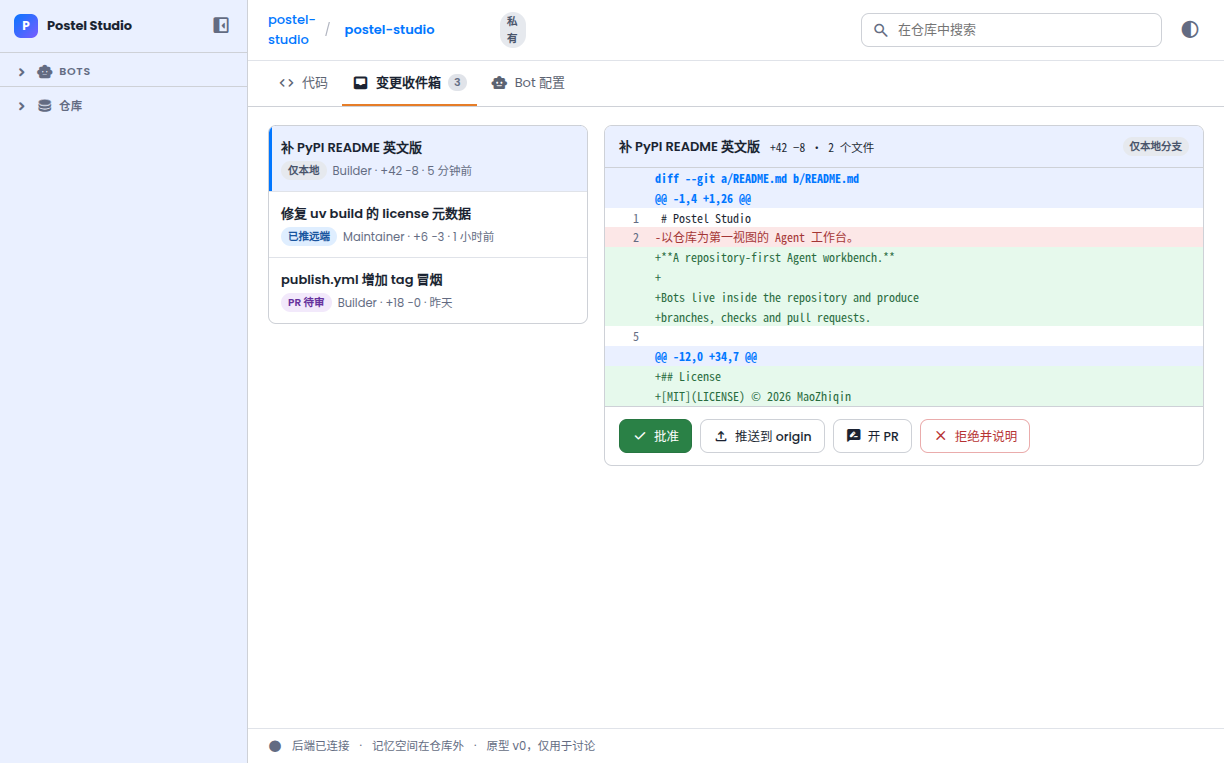 P Postel Studio
BOTS
仓库
postel-
studio / postel-studio
私
有
在仓库中搜索
代码
变更收件箱 3
Bot 配置
补 PyPI README 英文版
仅本地 Builder · +42 −8 · 5 分钟前
修复 uv build 的 license 元数据
已推远端 Maintainer · +6 −3 · 1 小时前
publish.yml 增加 tag 冒烟
PR 待审 Builder · +18 −0 · 昨天
补 PyPI README 英文版 +42 −8 · 2 个文件 仅本地分支
diff --git a/README.md b/README.md
@@ -1,4 +1,26 @@
1 # Postel Studio
2 -以仓库为第一视图的 Agent 工作台。
+**A repository-first Agent workbench.**
+
+Bots live inside the repository and produce
+branches, checks and pull requests.
5
@@ -12,0 +34,7 @@
+## License
+[MIT](LICENSE) © 2026 MaoZhiqin
批准
推送到 origin
开 PR
拒绝并说明
后端已连接 · 记忆空间在仓库外 · 原型 v0，仅用于讨论